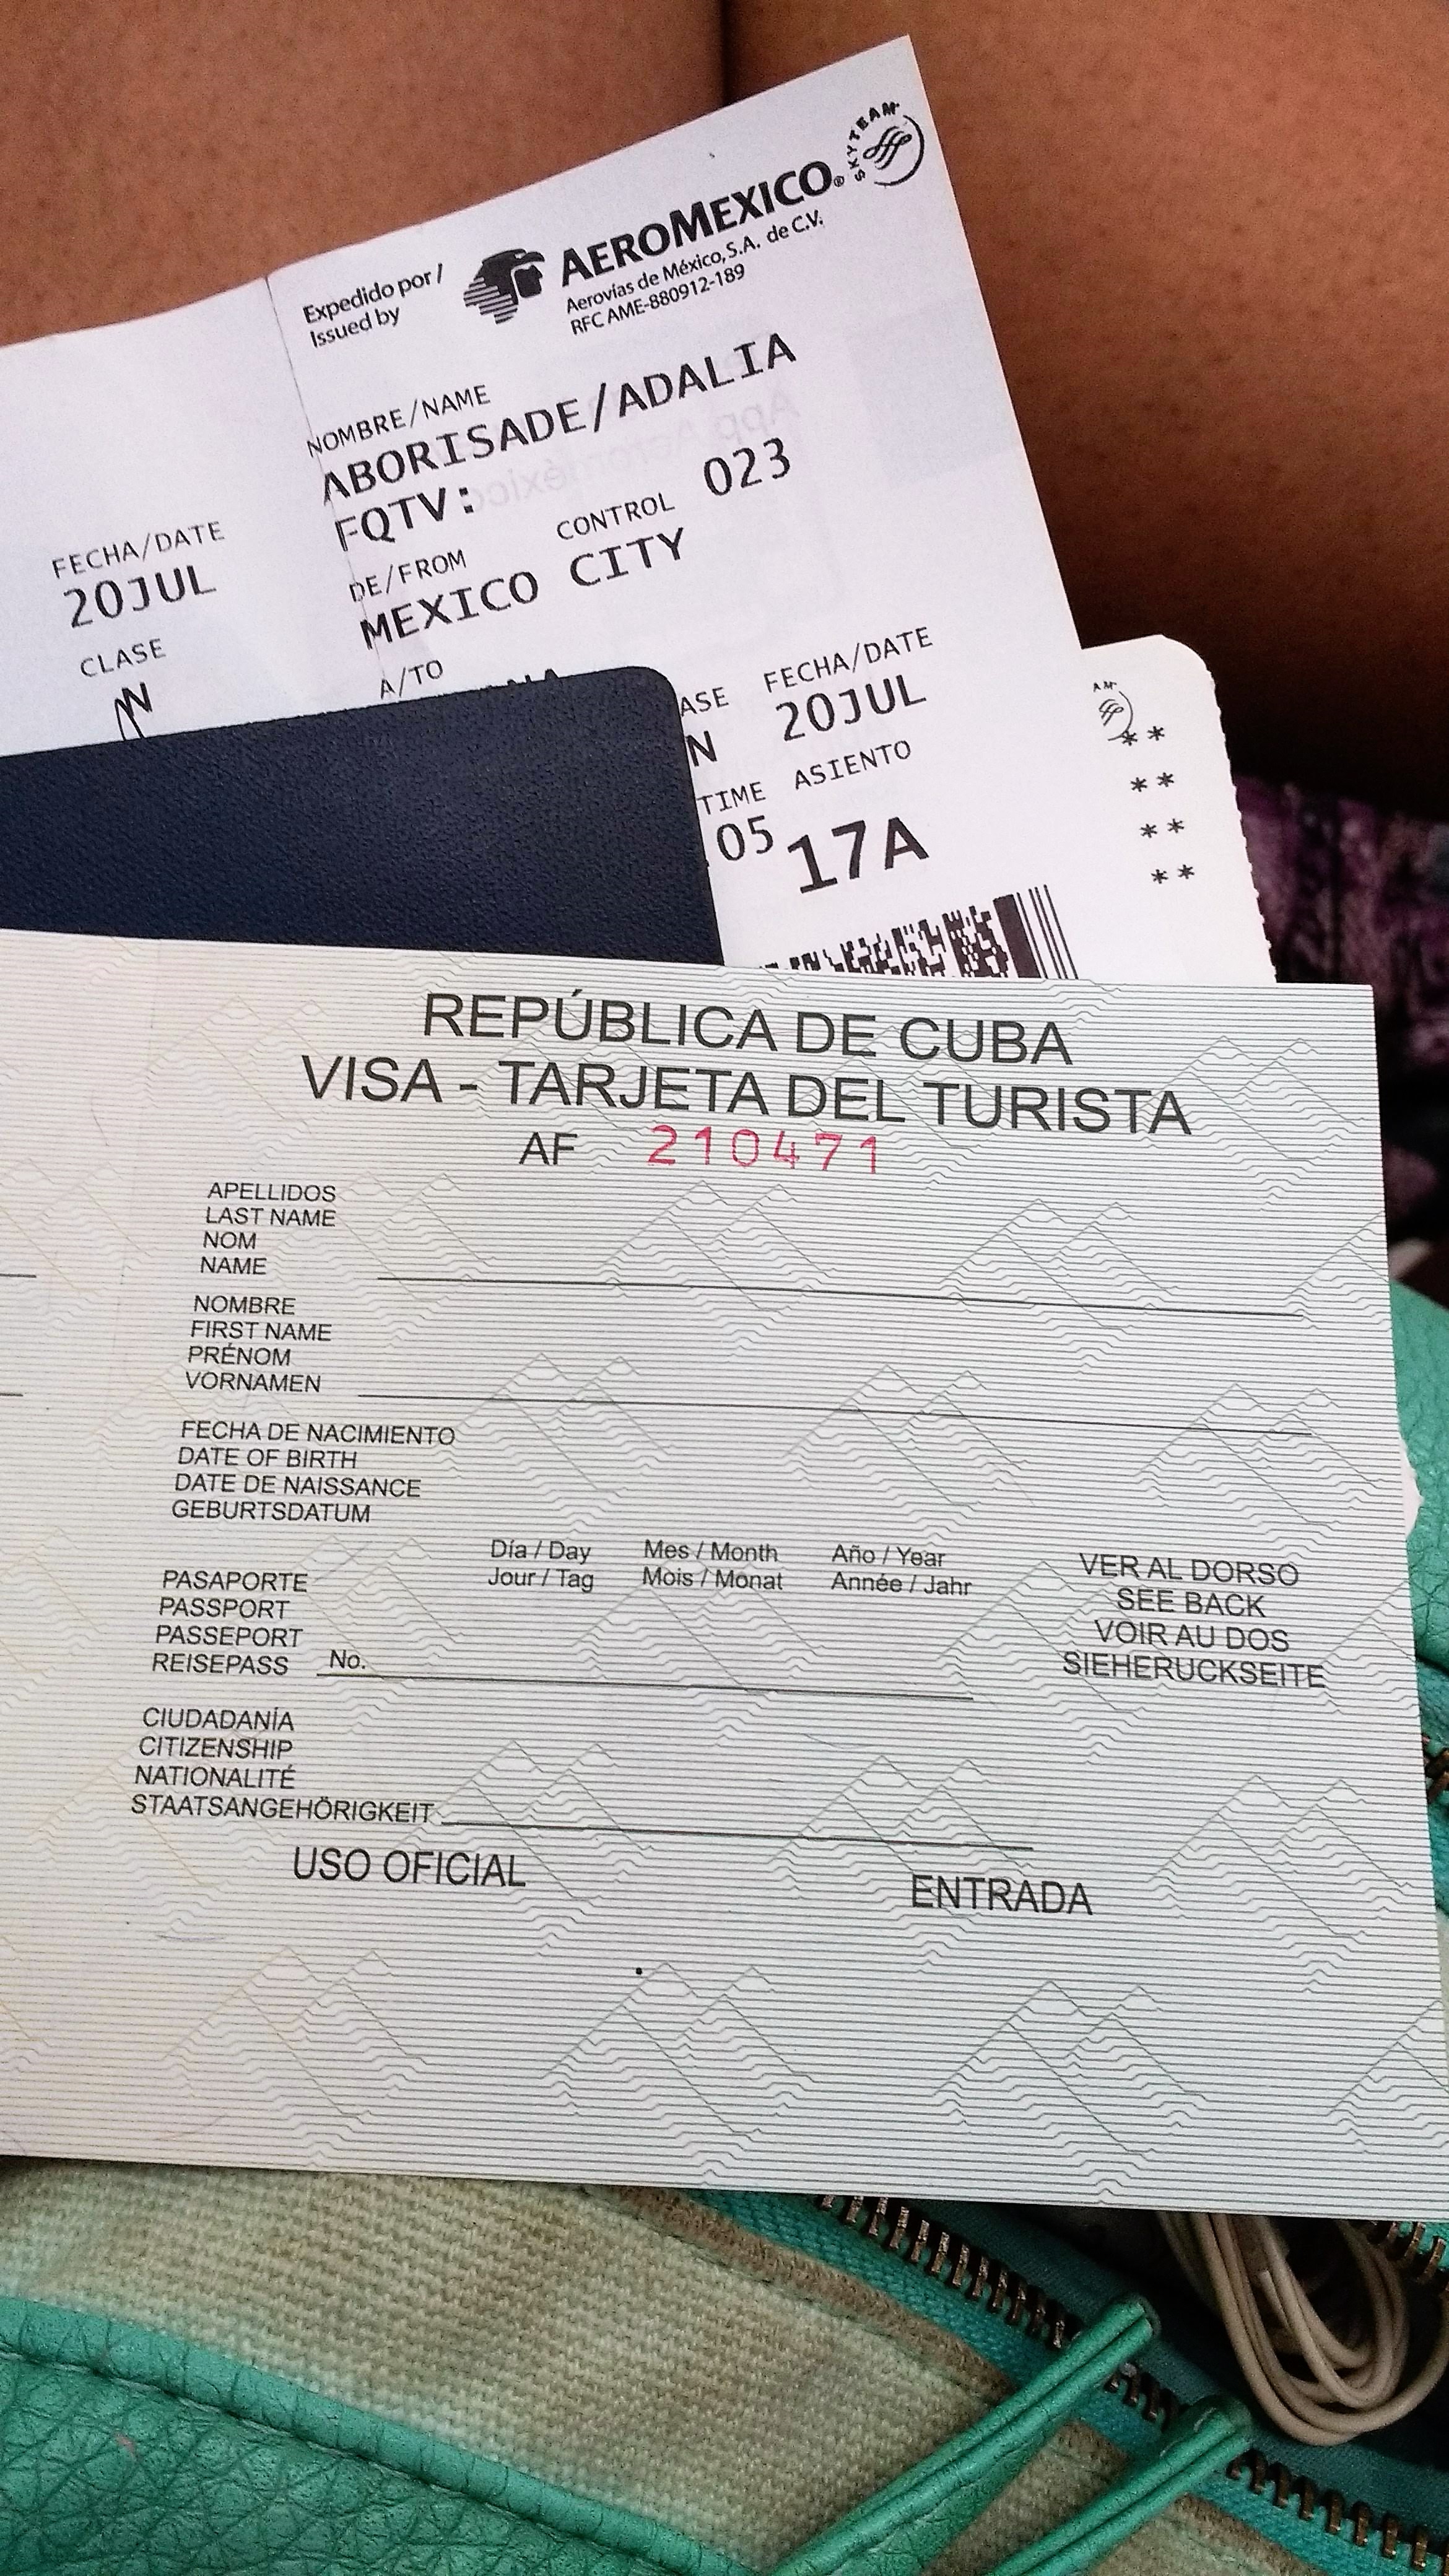 SKYTEAM
Expedido por /
Issued by
AEROMEXICO®
Aerovías de México, S.A. de C.V.
RFC AME-880912-189
NOMBRE/NAME
ABORISADE/ADALIA
FQTV:
CONTROL 023
DE/FROM
MEXICO CITY
A/TO
FECHA/DATE
20JUL
CLASE
N
ASE
N
FECHA/DATE
20JUL
TIME
05
ASIENTO
17A
**
**
**
**
REPÚBLICA DE CUBA
VISA - TARJETA DEL TURISTA
AF 210471
APELLIDOS
LAST NAME
NOM
NAME
NOMBRE
FIRST NAME
PRÉNOM
VORNAMEN
FECHA DE NACIMIENTO
DATE OF BIRTH
DATE DE NAISSANCE
GEBURTSDATUM
Día / Day Mes / Month Año / Year
Jour / Tag Mois / Monat Année / Jahr
PASAPORTE
PASSPORT
PASSEPORT
REISEPASS No.
VER AL DORSO
SEE BACK
VOIR AU DOS
SIEHERUCKSEITE
CIUDADANÍA
CITIZENSHIP
NATIONALITÉ
STAATSANGEHÖRIGKEIT
USO OFICIAL
ENTRADA